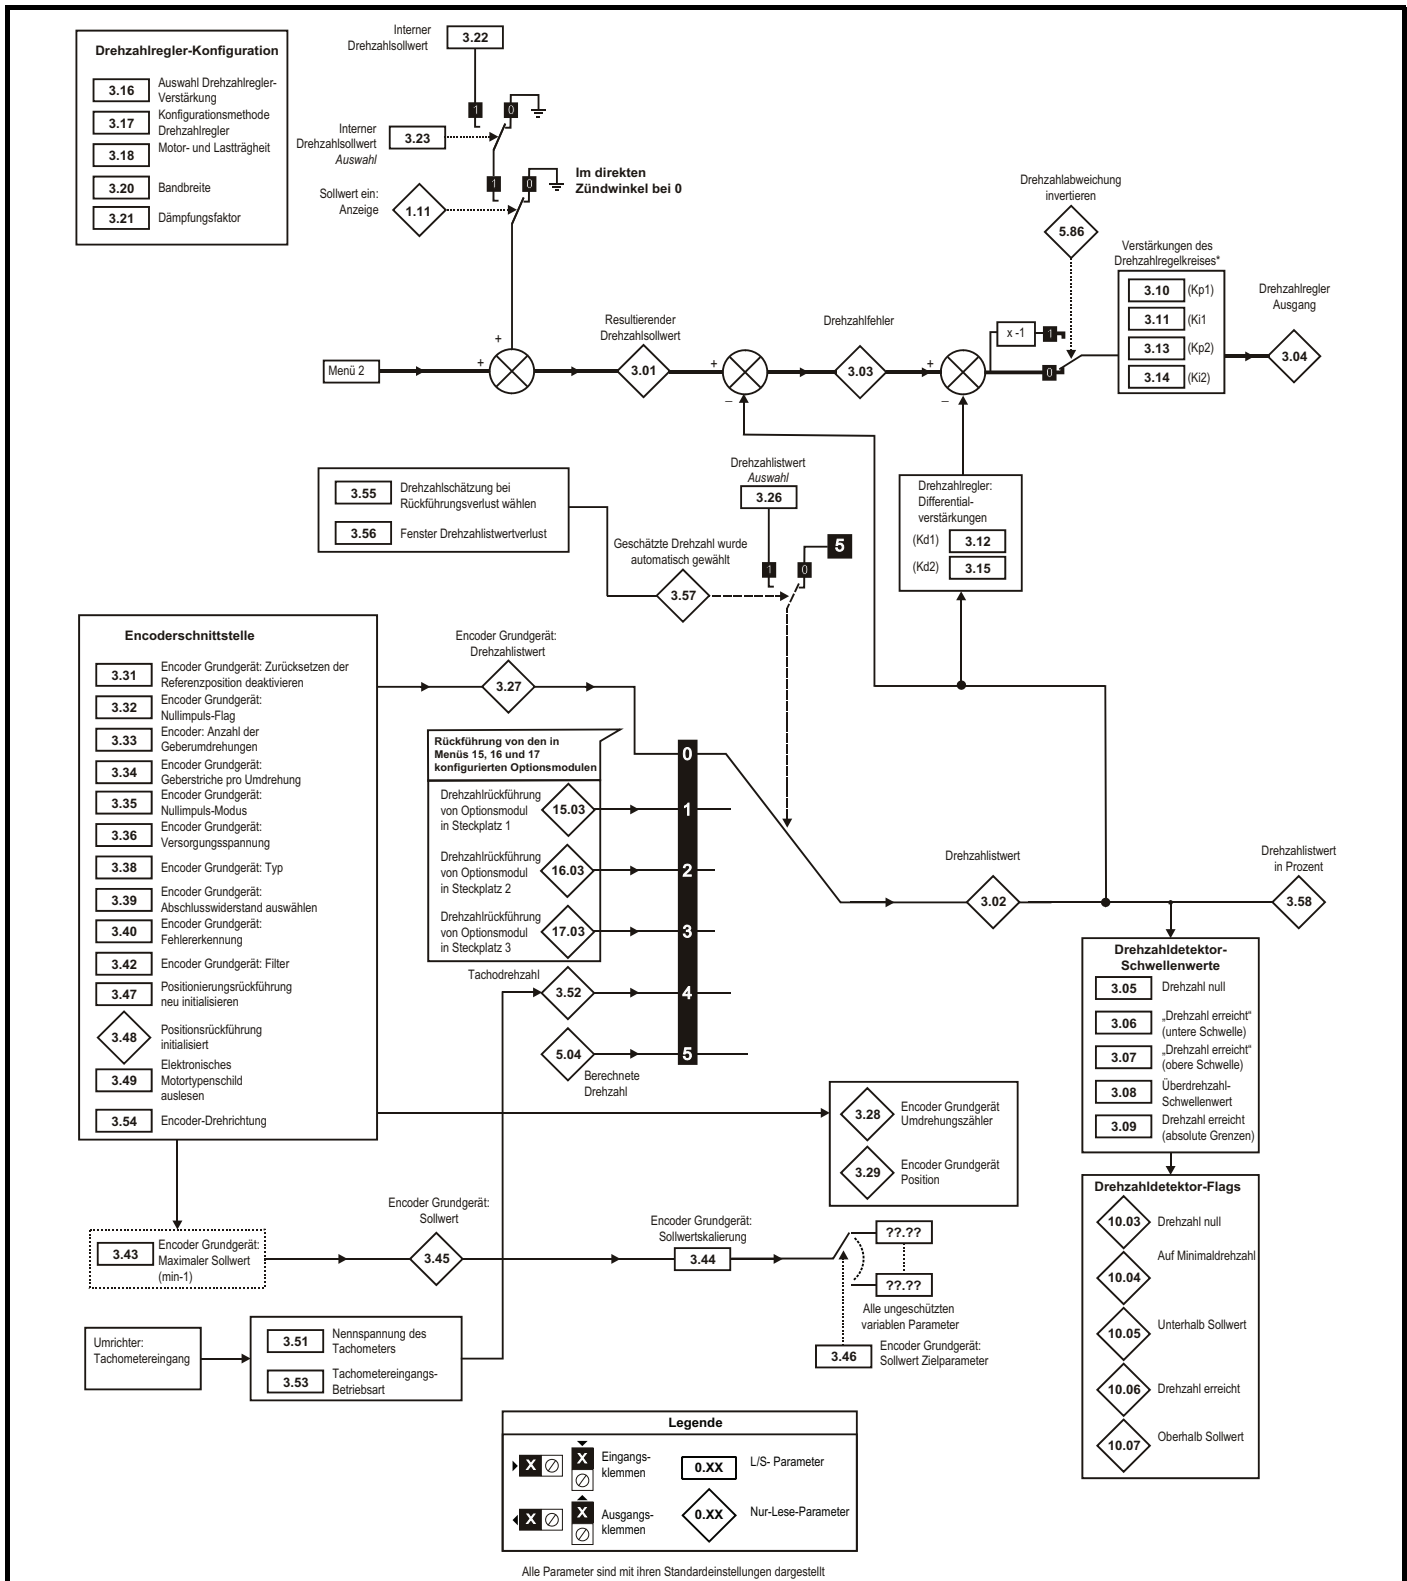 Drehzahlregler-Konfiguration
3.16
Auswahl Drehzahlregler-
Verstärkung
3.17
Konfigurationsmethode
Drehzahlregler
3.18
Motor- und Lastträgheit
3.20
Bandbreite
3.21
Dämpfungsfaktor
Interner
Drehzahlsollwert
3.22
1
0
Interner
Drehzahlsollwert
Auswahl
3.23
1
0
Im direkten
Zündwinkel bei 0
Sollwert ein:
Anzeige
1.11
Menü 2
+
+
Resultierender
Drehzahlsollwert
3.01
+
–
Drehzahlfehler
3.03
+
–
Drehzahlabweichung
invertieren
5.86
x -1
1
0
Verstärkungen des
Drehzahlregelkreises*
3.10
(Kp1)
3.11
(Ki1
3.13
(Kp2)
3.14
(Ki2)
Drehzahlregler
Ausgang
3.04
3.55
Drehzahlschätzung bei
Rückführungsverlust wählen
3.56
Fenster Drehzahlistwertverlust
Geschätzte Drehzahl wurde
automatisch gewählt
3.57
Drehzahlistwert
Auswahl
3.26
1
0
5
Drehzahlregler:
Differential-
verstärkungen
(Kd1)
3.12
(Kd2)
3.15
Encoderschnittstelle
3.31
Encoder Grundgerät: Zurücksetzen der
Referenzposition deaktivieren
3.32
Encoder Grundgerät:
Nullimpuls-Flag
3.33
Encoder: Anzahl der
Geberumdrehungen
3.34
Encoder Grundgerät:
Geberstriche pro Umdrehung
3.35
Encoder Grundgerät:
Nullimpuls-Modus
3.36
Encoder Grundgerät:
Versorgungsspannung
3.38
Encoder Grundgerät: Typ
3.39
Encoder Grundgerät:
Abschlusswiderstand auswählen
3.40
Encoder Grundgerät:
Fehlererkennung
3.42
Encoder Grundgerät: Filter
3.47
Positionierungsrückführung
neu initialisieren
3.48
Positionsrückführung
initialisiert
3.49
Elektronisches
Motortypenschild
auslesen
3.54
Encoder-Drehrichtung
Encoder Grundgerät:
Drehzahlistwert
3.27
Rückführung von den in
Menüs 15, 16 und 17
konfigurierten Optionsmodulen
Drehzahlrückführung
von Optionsmodul
in Steckplatz 1
15.03
Drehzahlrückführung
von Optionsmodul
in Steckplatz 2
16.03
Drehzahlrückführung
von Optionsmodul
in Steckplatz 3
17.03
Tachodrehzahl
3.52
5.04
Berechnete
Drehzahl
0
1
2
3
4
5
Drehzahlistwert
3.02
Drehzahlistwert
in Prozent
3.58
Drehzahldetektor-
Schwellenwerte
3.05
Drehzahl null
3.06
„Drehzahl erreicht“
(untere Schwelle)
3.07
„Drehzahl erreicht“
(obere Schwelle)
3.08
Überdrehzahl-
Schwellenwert
3.09
Drehzahl erreicht
(absolute Grenzen)
Drehzahldetektor-Flags
10.03
Drehzahl null
10.04
Auf Minimaldrehzahl
10.05
Unterhalb Sollwert
10.06
Drehzahl erreicht
10.07
Oberhalb Sollwert
3.28
Encoder Grundgerät
Umdrehungszähler
3.29
Encoder Grundgerät
Position
3.43
Encoder Grundgerät:
Maximaler Sollwert
(min-1)
Encoder Grundgerät:
Sollwert
3.45
Encoder Grundgerät:
Sollwertskalierung
3.44
??.??
??.??
Alle ungeschützten
variablen Parameter
3.46
Encoder Grundgerät:
Sollwert Zielparameter
Umrichter:
Tachometereingang
3.51
Nennspannung des
Tachometers
3.53
Tachometereingangs-
Betriebsart
Legende
X
X
Eingangs-
klemmen
0.XX
L/S- Parameter
X
X
Ausgangs-
klemmen
0.XX
Nur-Lese-Parameter
Alle Parameter sind mit ihren Standardeinstellungen dargestellt